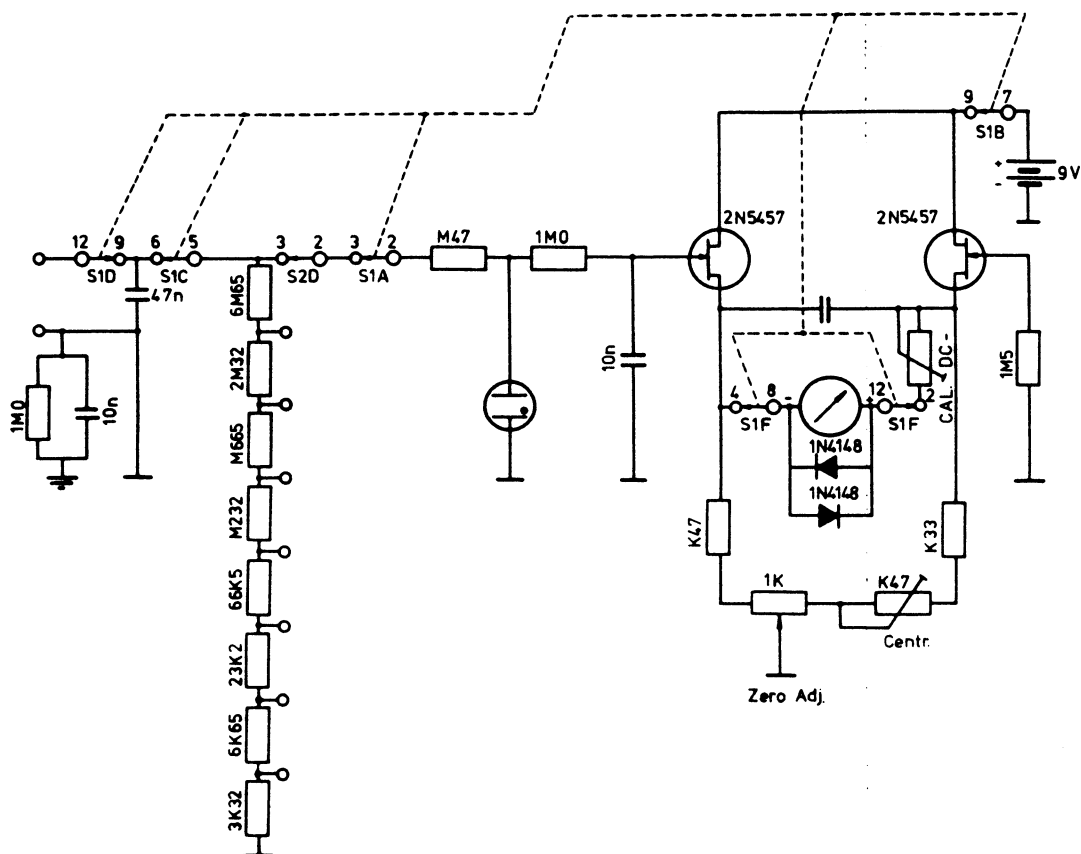 9 7
S1B
+
-
9V
2N5457
2N5457
12 9 6 5 3 2 3 2
S1D S1C S2D S1A
M47
1M0
47n
6M65
2M32
M665
M232
66K5
23K2
6K65
3K32
1M0
10n
10n
4 8 - + 12 2
S1F S1F
CAL. DC-
1M5
1N4148
1N4148
K47
K33
1K
K47
Centr.
Zero Adj.